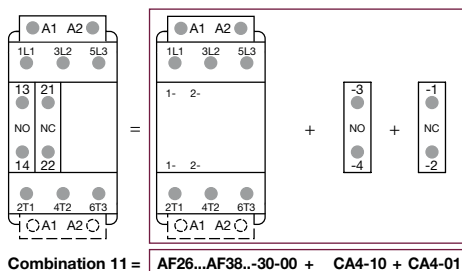 A1 A2 A1 A2
1L1 3L2 5L3 1L1 3L2 5L3
13 21 1- 2- -3 -1
NO NC = + NO + NC
14 22 1- 2- -4 -2
2T1 4T2 6T3 2T1 4T2 6T3
A1 A2 A1 A2
Combination 11 = AF26...AF38..-30-00 + CA4-10 + CA4-01